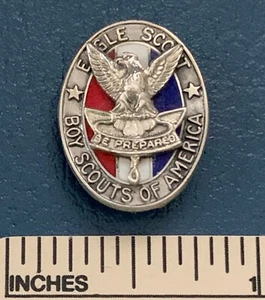 EAGLE SCOUT
BE PREPARED
BOY SCOUTS OF AMERICA
INCHES 1